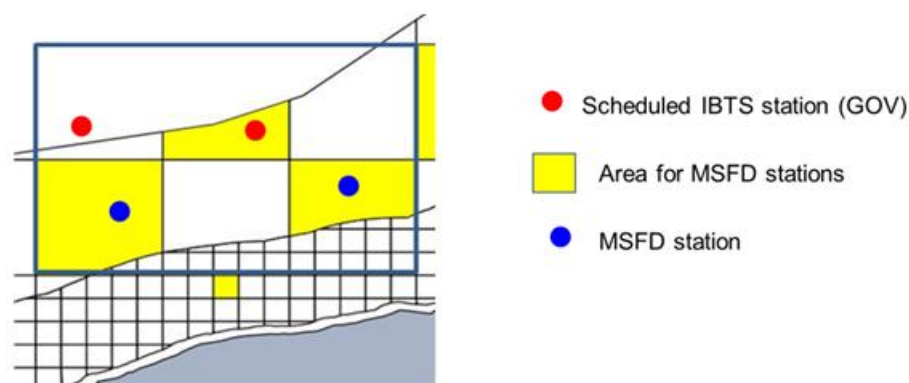 Scheduled IBTS station (GOV)
Area for MSFD stations
MSFD station